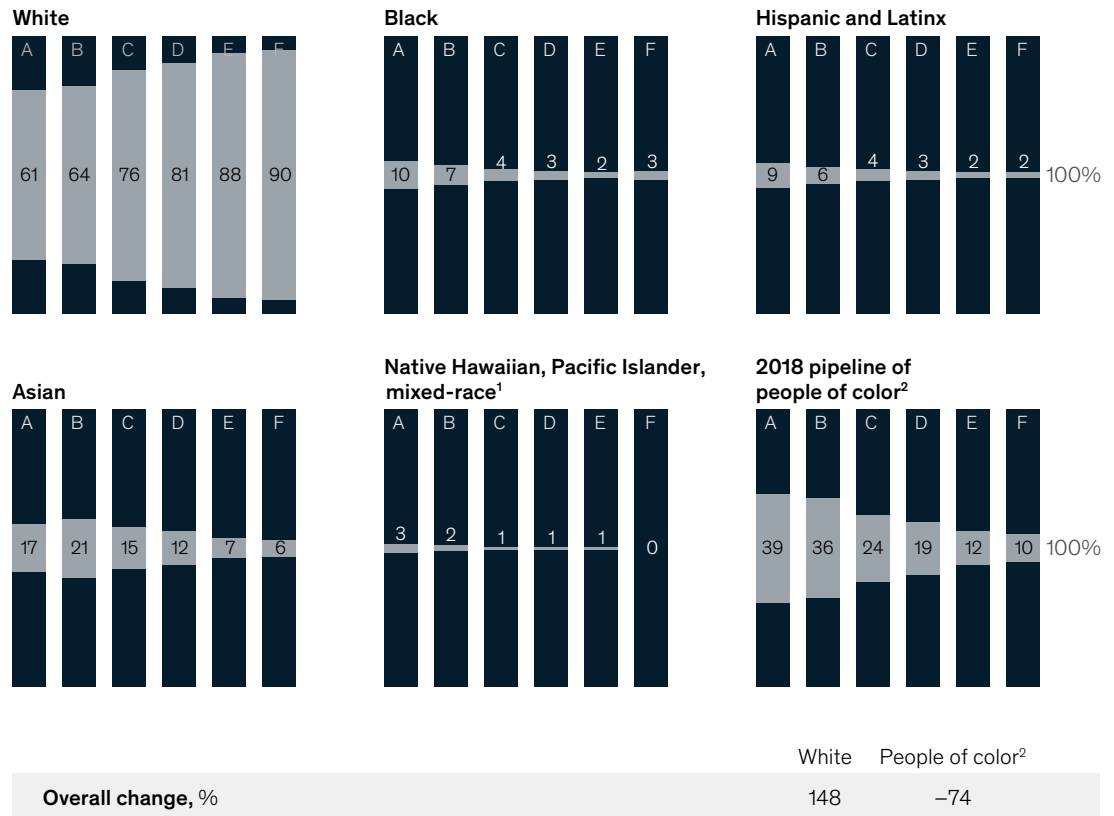 White
A B C D E F
61 64 76 81 88 90
Black
A B C D E F
10 7 4 3 2 3
Hispanic and Latinx
A B C D E F
9 6 4 3 2 2 100%
Asian
A B C D E F
17 21 15 12 7 6
Native Hawaiian, Pacific Islander,
mixed-race¹
A B C D E F
3 2 1 1 1 0
2018 pipeline of
people of color²
A B C D E F
39 36 24 19 12 10 100%
White People of color²
Overall change, % 148 –74